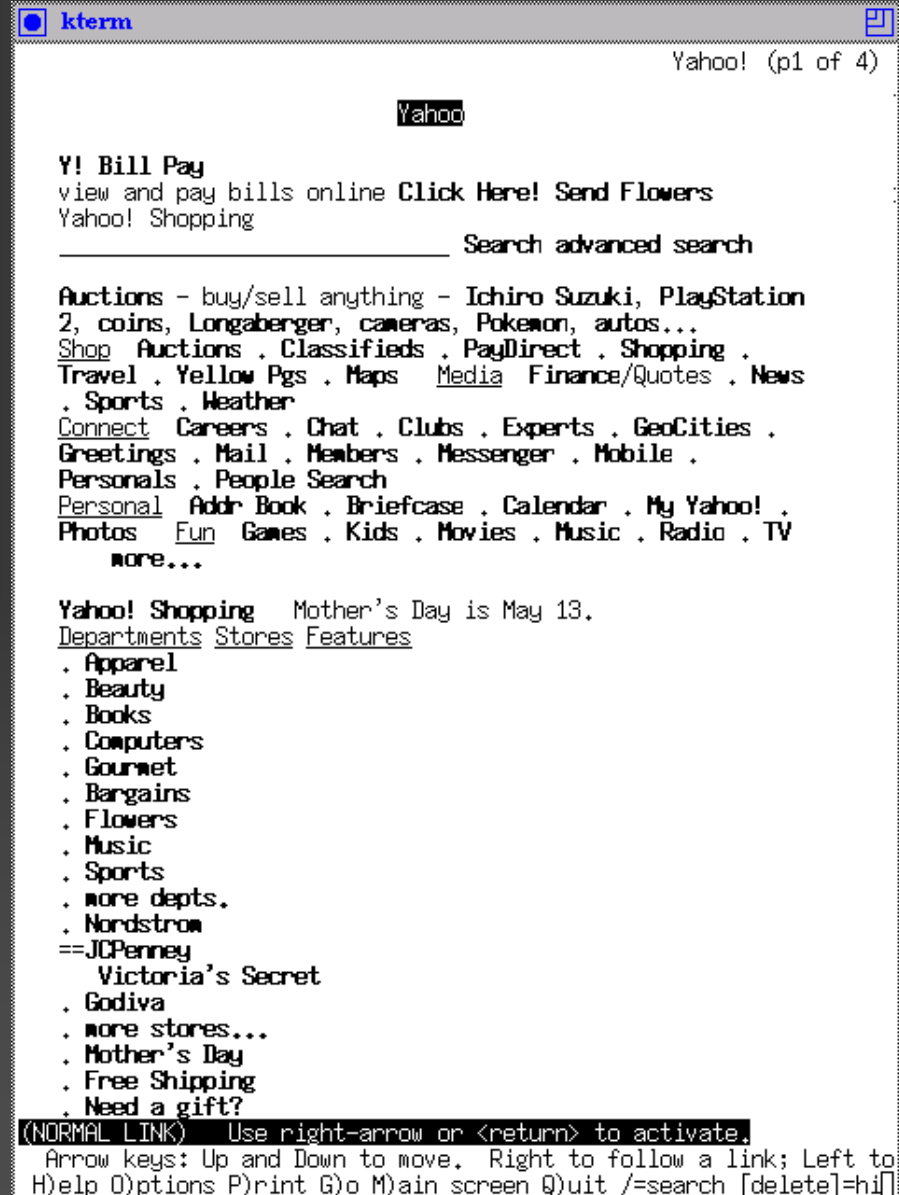 kterm
Yahoo! (p1 of 4)
Yahoo
Y! Bill Pay
view and pay bills online Click Here! Send Flowers
Yahoo! Shopping
______________________________ Search advanced search
Auctions - buy/sell anything - Ichiro Suzuki, PlayStation
2, coins, Longaberger, cameras, Pokemon, autos...
Shop Auctions . Classifieds . PayDirect . Shopping .
Travel . Yellow Pgs . Maps Media Finance/Quotes . News
. Sports . Weather
Connect Careers . Chat . Clubs . Experts . GeoCities .
Greetings . Mail . Members . Messenger . Mobile .
Personals . People Search
Personal Addr Book . Briefcase . Calendar . My Yahoo! .
Photos Fun Games . Kids . Movies . Music . Radio . TV
more...
Yahoo! Shopping Mother's Day is May 13.
Departments Stores Features
. Apparel
. Beauty
. Books
. Computers
. Gourmet
. Bargains
. Flowers
. Music
. Sports
. more depts.
. Nordstrom
==JCPenney
Victoria's Secret
. Godiva
. more stores...
. Mother's Day
. Free Shipping
. Need a gift?
(NORMAL LINK) Use right-arrow or <return> to activate.
Arrow keys: Up and Down to move. Right to follow a link; Left to
H)elp O)ptions P)rint G)o M)ain screen Q)uit /=search [delete]=hi